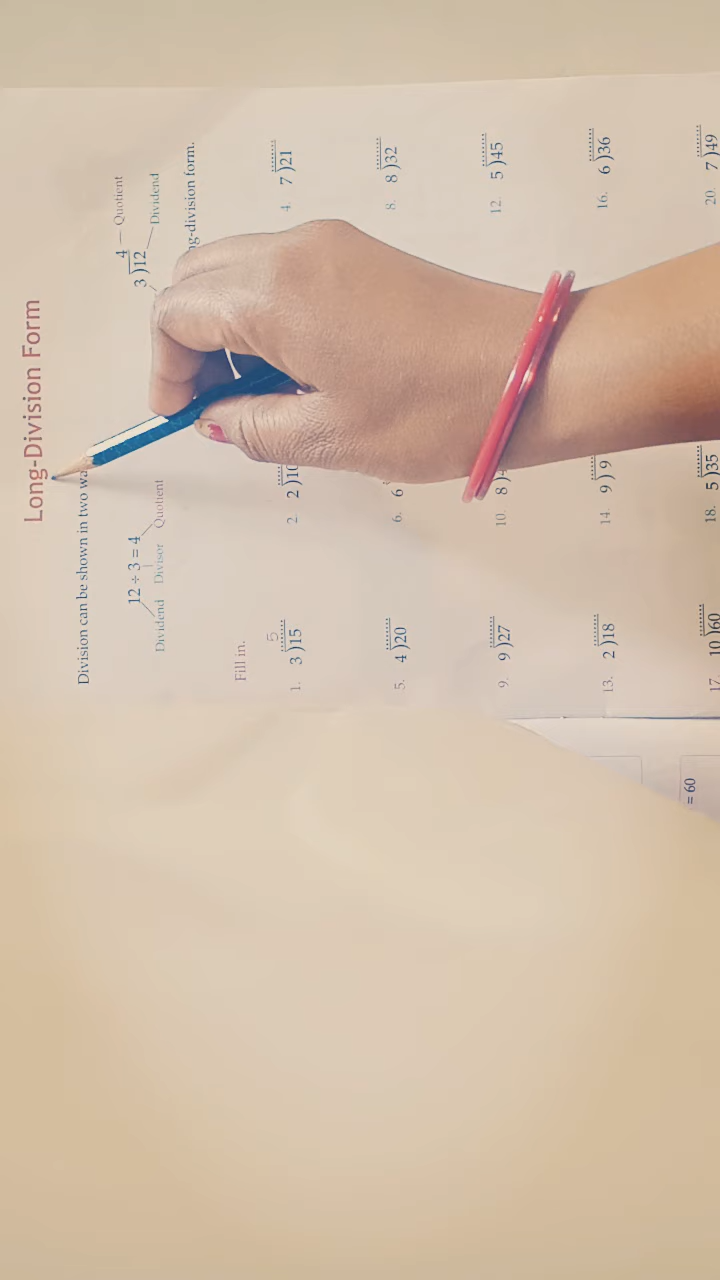 Long-Division Form
Division can be shown in two
12 ÷ 3 = 4
Dividend Divisor Quotient
4 — Quotient
3 )12
Dividend
division form.
Fill in.
1. 3 )15 5
2. 2 )10
4. 7 )21
5. 4 )20
6. 6
8. 8 )32
9. 9 )27
10. 8 )
12. 5 )45
13. 2 )18
14. 9 ) 9
16. 6 )36
17. 10 )60
18. 5 )35
20. 7 )49
= 60